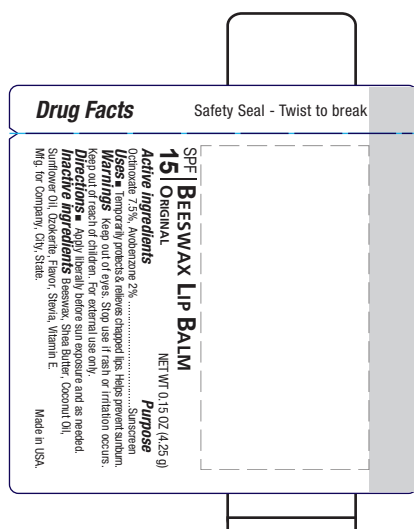 Drug Facts
Safety Seal - Twist to break
SPF
15
BEESWAX LIP BALM
ORIGINAL
NET WT 0.15 OZ (4.25 g)
Active ingredients
Purpose
Octinoxate 7.5%, Avobenzone 2% ..............................Sunscreen
Uses ■ Temporarily protects & relieves chapped lips. Helps prevent sunburn.
Warnings Keep out of eyes. Stop use if rash or irritation occurs.
Keep out of reach of children. For external use only.
Directions ■ Apply liberally before sun exposure and as needed.
Inactive ingredients Beeswax, Shea Butter, Coconut Oil,
Sunflower Oil, Ozokerite, Flavor, Stevia, Vitamin E.
Mfg. for Company, City, State.
Made in USA.